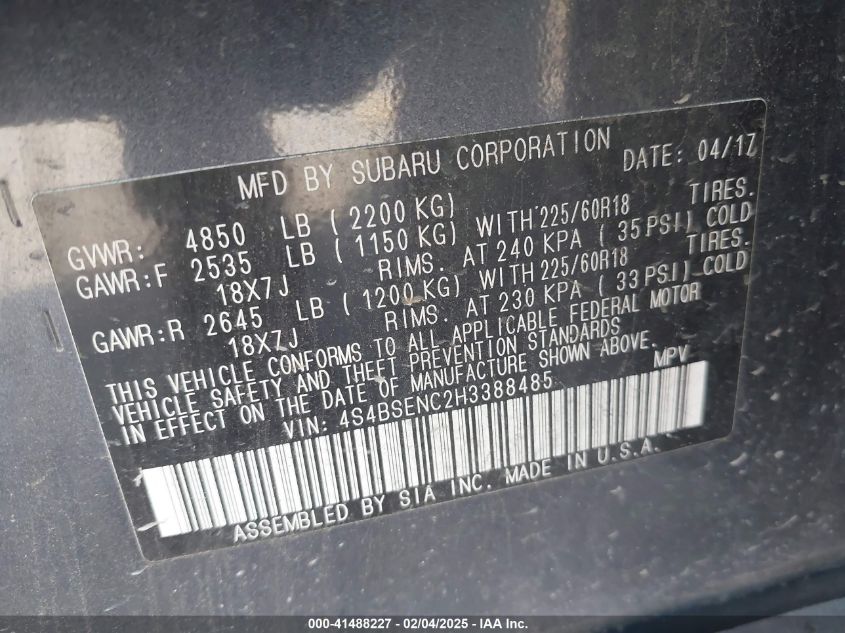 MFD BY SUBARU CORPORATION DATE: 04/17
GVWR: 4850 LB ( 2200 KG)
GAWR:F 2535 LB ( 1150 KG) WITH 225/60R18 TIRES.
18X7J RIMS. AT 240 KPA ( 35 PSI) COLD
GAWR:R 2645 LB ( 1200 KG) WITH 225/60R18 TIRES.
18X7J RIMS. AT 230 KPA ( 33 PSI) COLD
THIS VEHICLE CONFORMS TO ALL APPLICABLE FEDERAL MOTOR
VEHICLE SAFETY AND THEFT PREVENTION STANDARDS
IN EFFECT ON THE DATE OF MANUFACTURE SHOWN ABOVE.
VIN: 4S4BSENC2H3388485 MPV
ASSEMBLED BY SIA INC. MADE IN U.S.A.
000-41488227 - 02/04/2025 - IAA Inc.